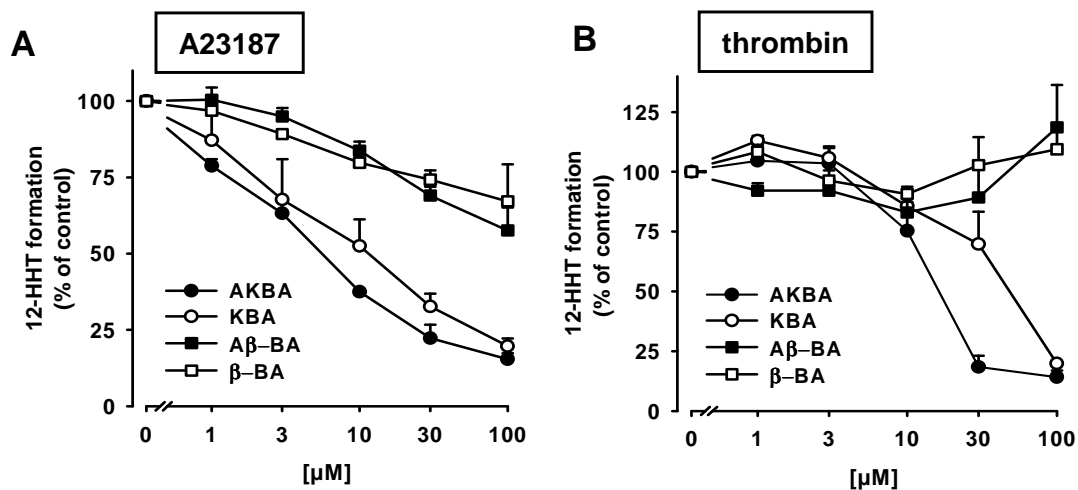 A
A23187
12-HHT formation
(% of control)
100
75
50
25
0
AKBA
KBA
Aβ–BA
β–BA
0 1 3 10 30 100
[µM]
B
thrombin
12-HHT formation
(% of control)
125
100
75
50
25
0
AKBA
KBA
Aβ–BA
β–BA
0 1 3 10 30 100
[µM]